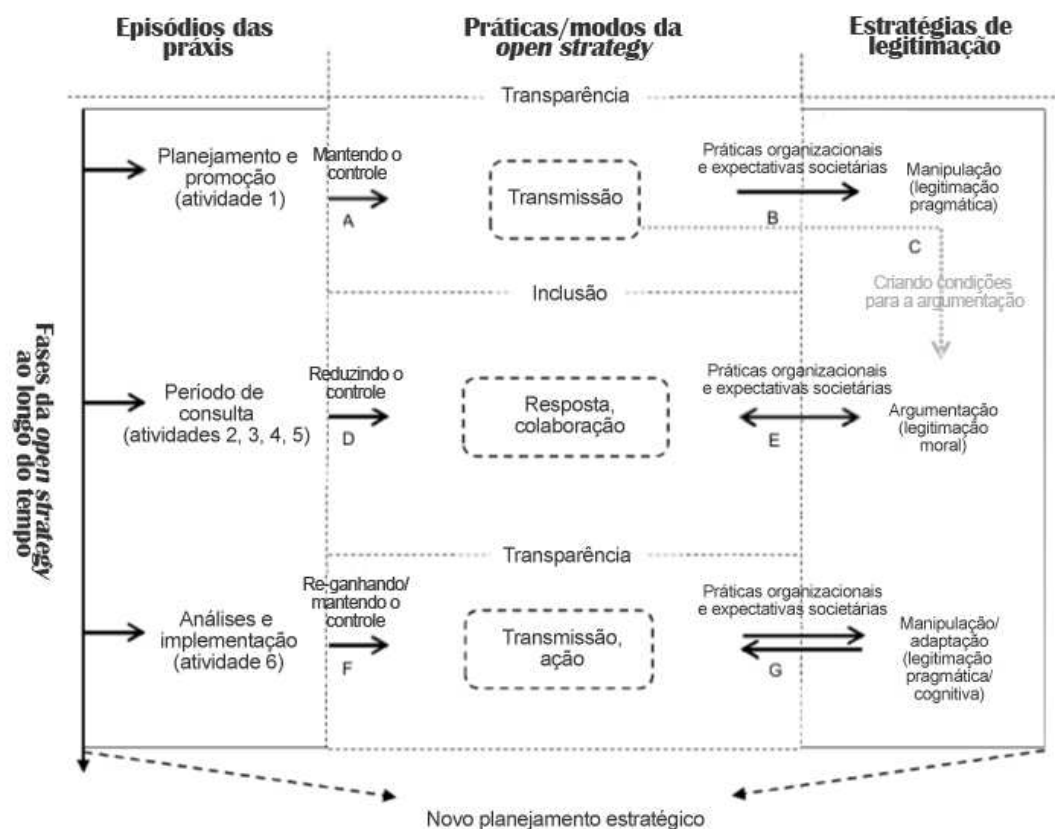 Episódios das
práxis
Práticas/modos da
open strategy
Estratégias de
legitimação
Transparência
Planejamento e
promoção
(atividade 1)
Mantendo o
controle
A
Transmissão
Práticas organizacionais
e expectativas societárias
B
Manipulação
(legitimação
pragmática)
C
Criando condições
para a argumentação
Inclusão
Fases da open strategy
ao longo do tempo
Período de
consulta
(atividades 2, 3, 4, 5)
Reduzindo o
controle
D
Resposta,
colaboração
Práticas organizacionais
e expectativas societárias
E
Argumentação
(legitimação
moral)
Transparência
Análises e
implementação
(atividade 6)
Re-ganhando/
mantendo o
controle
F
Transmissão,
ação
Práticas organizacionais
e expectativas societárias
G
Manipulação/
adaptação
(legitimação
pragmática/
cognitiva)
Novo planejamento estratégico